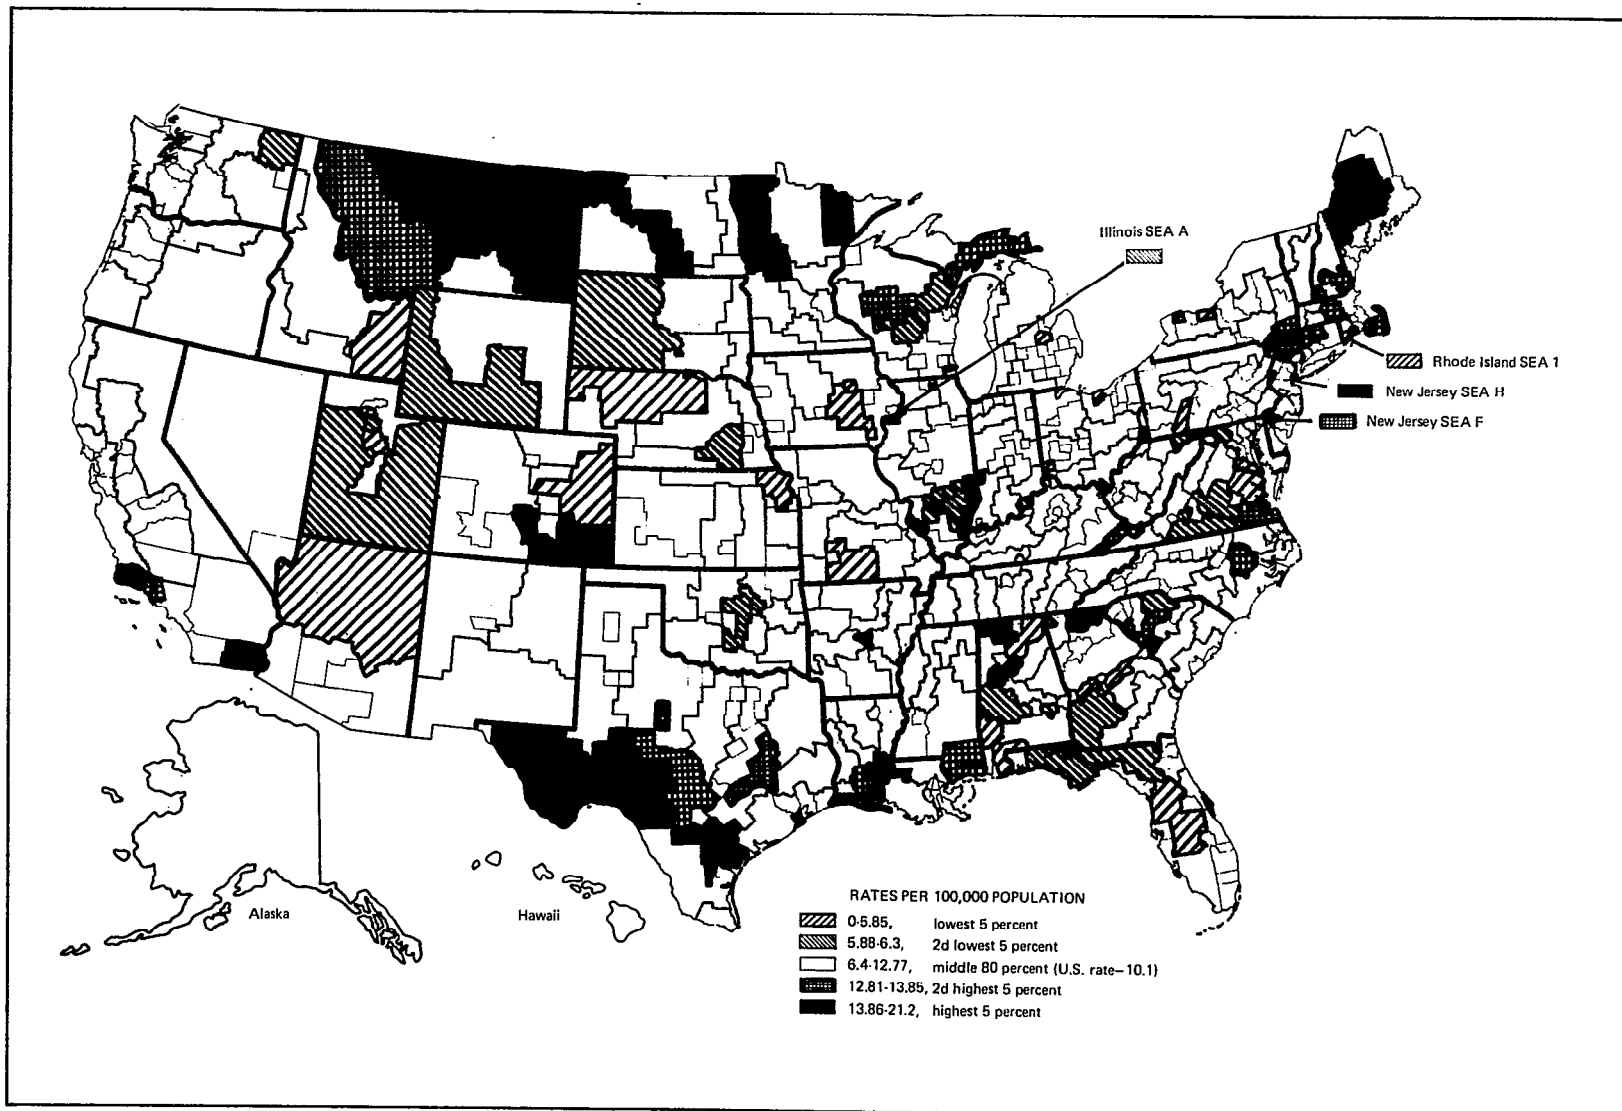 Illinois SEA A
Rhode Island SEA 1
New Jersey SEA H
New Jersey SEA F
Alaska
Hawaii
RATES PER 100,000 POPULATION
0-5.85, lowest 5 percent
5.88-6.3, 2d lowest 5 percent
6.4-12.77, middle 80 percent (U.S. rate—10.1)
12.81-13.85, 2d highest 5 percent
13.86-21.2, highest 5 percent